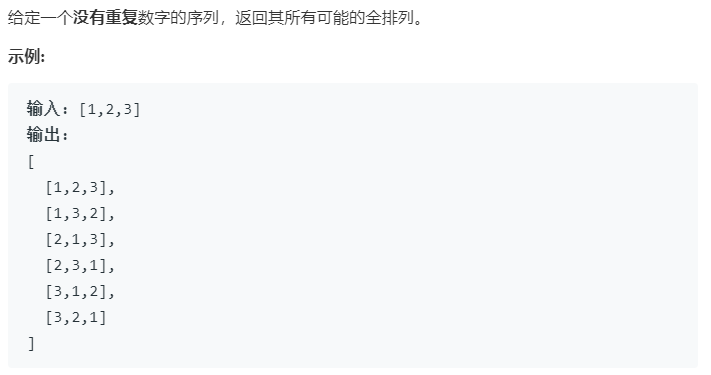 给定一个没有重复数字的序列，返回其所有可能的全排列。
示例:
输入: [1,2,3]
输出:
[
  [1,2,3],
  [1,3,2],
  [2,1,3],
  [2,3,1],
  [3,1,2],
  [3,2,1]
]